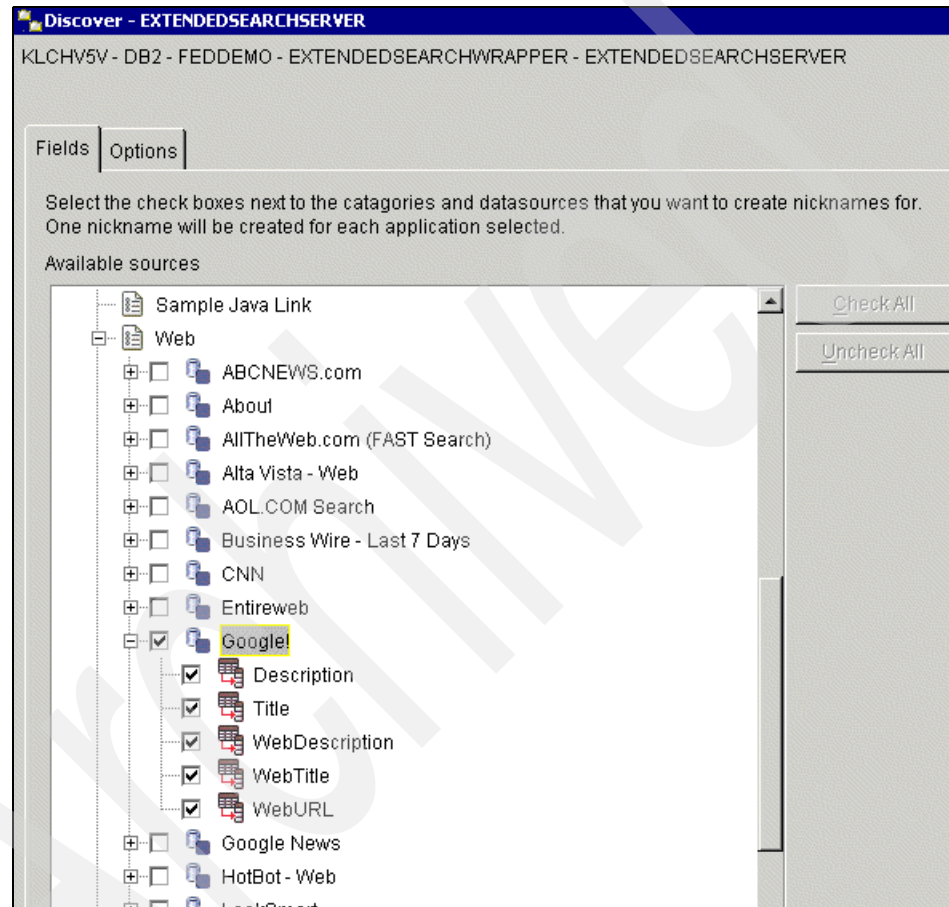 Discover - EXTENDEDSEARCHSERVER
KLCHV5V - DB2 - FEDDEMO - EXTENDEDSEARCHWRAPPER - EXTENDEDSEARCHSERVER
Fields Options
Select the check boxes next to the catagories and datasources that you want to create nicknames for.
One nickname will be created for each application selected.
Available sources
Sample Java Link
Check All
Web
Uncheck All
ABCNEWS.com
About
AllTheWeb.com (FAST Search)
Alta Vista - Web
AOL.COM Search
Business Wire - Last 7 Days
CNN
Entireweb
Google!
Description
Title
WebDescription
WebTitle
WebURL
Google News
HotBot - Web
LookSmart